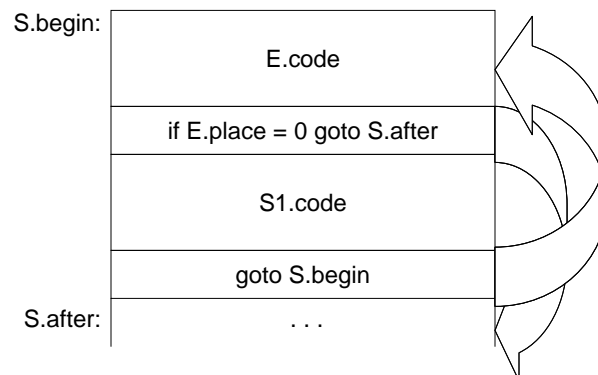 S.begin:
E.code
if E.place = 0 goto S.after
S1.code
goto S.begin
S.after:
. . .